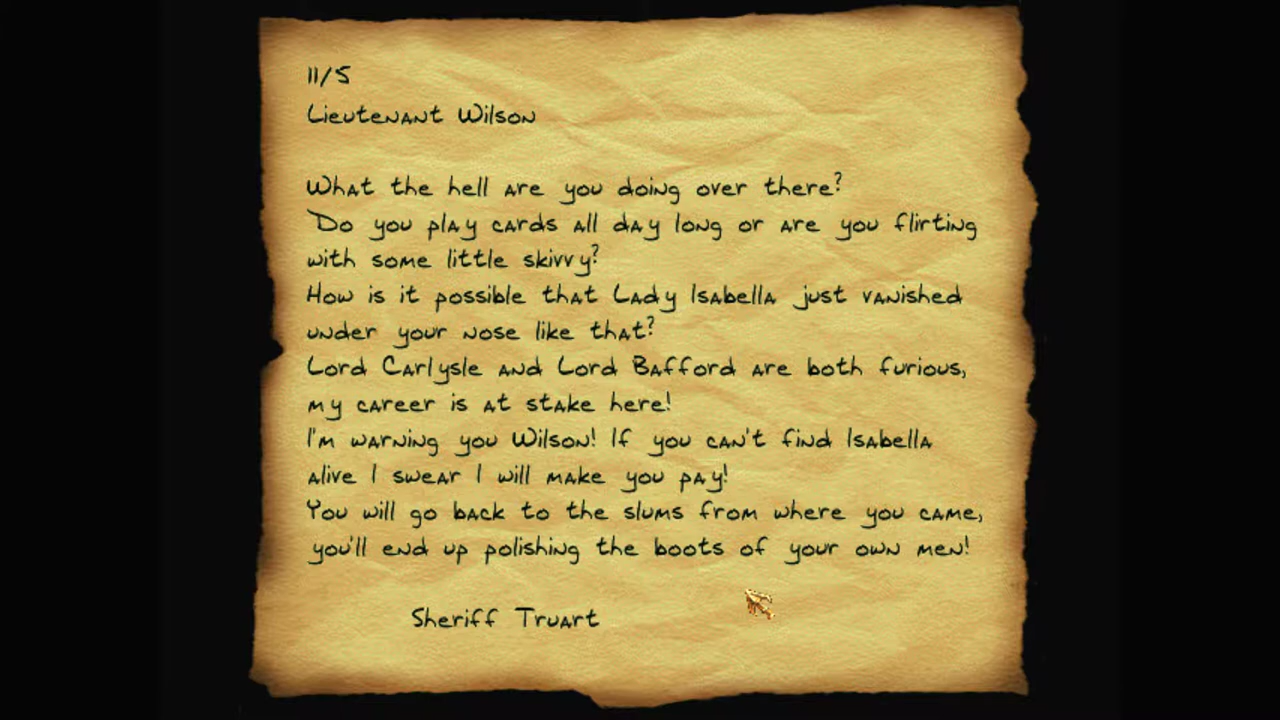 11/5
Lieutenant Wilson
What the hell are you doing over there?
Do you play cards all day long or are you flirting
with some little skivvy?
How is it possible that Lady Isabella just vanished
under your nose like that?
Lord Carlysle and Lord Bafford are both furious,
my career is at stake here!
I'm warning you Wilson! If you can't find Isabella
alive I swear I will make you pay!
You will go back to the slums from where you came,
you'll end up polishing the boots of your own men!
Sheriff Truart